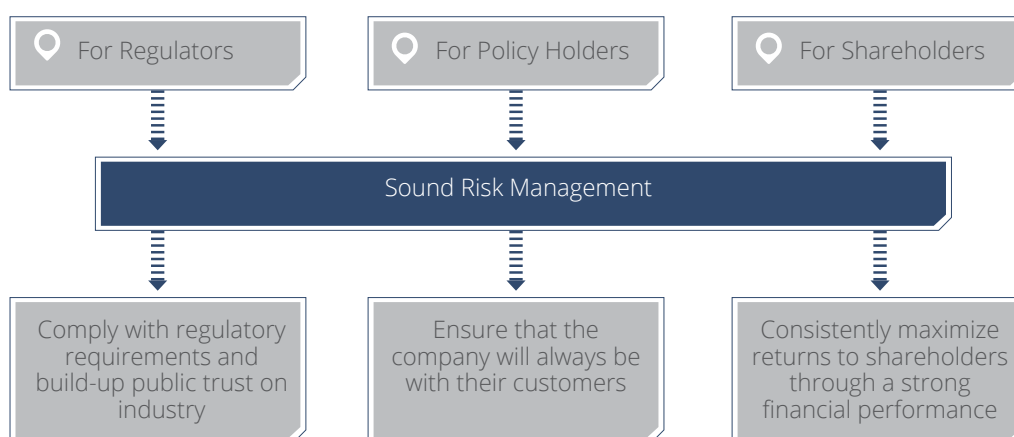 For Regulators
For Policy Holders
For Shareholders
Sound Risk Management
Comply with regulatory
requirements and
build-up public trust on
industry
Ensure that the
company will always be
with their customers
Consistently maximize
returns to shareholders
through a strong
financial performance